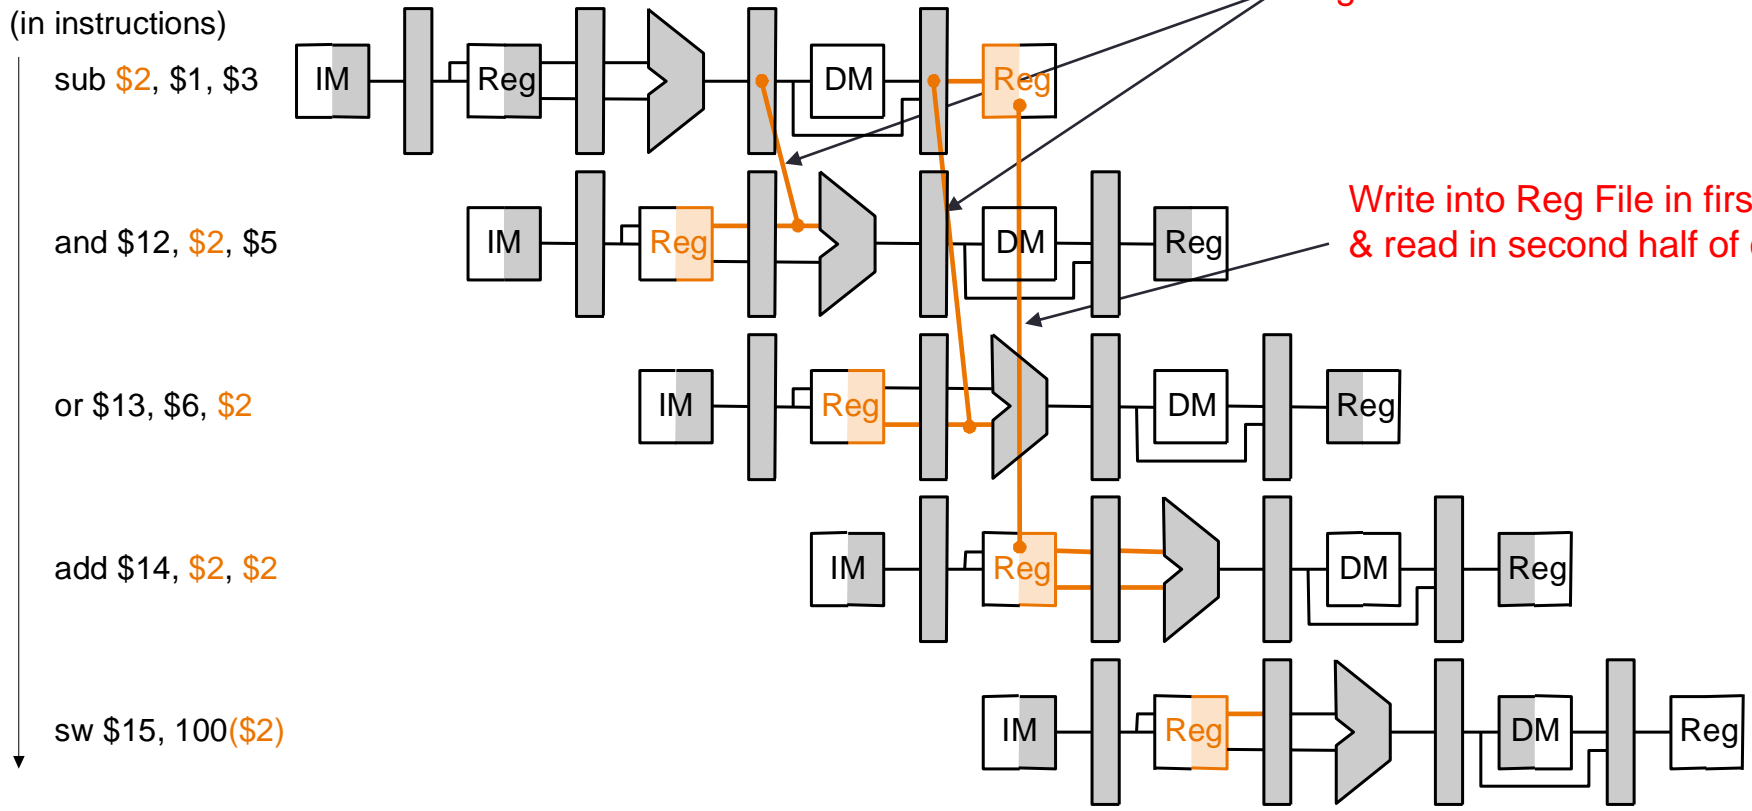 (in instructions)
sub $2, $1, $3
IM Reg DM Reg
Write into Reg File in
and $12, $2, $5
IM Reg DM Reg
& read in second half of
or $13, $6, $2
IM Reg DM Reg
add $14, $2, $2
IM Reg DM Reg
sw $15, 100($2)
IM Reg DM Reg